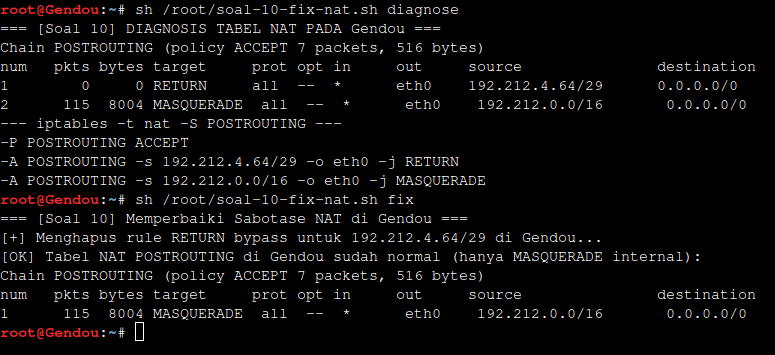 root@Gendou:~# sh /root/soal-10-fix-nat.sh diagnose
=== [Soal 10] DIAGNOSIS TABEL NAT PADA Gendou ===
Chain POSTROUTING (policy ACCEPT 7 packets, 516 bytes)
num   pkts bytes target     prot opt in     out     source               destination
1        0     0 RETURN     all  --  *      eth0    192.212.4.64/29      0.0.0.0/0
2      115  8004 MASQUERADE  all  --  *      eth0    192.212.0.0/16       0.0.0.0/0
--- iptables -t nat -S POSTROUTING ---
-P POSTROUTING ACCEPT
-A POSTROUTING -s 192.212.4.64/29 -o eth0 -j RETURN
-A POSTROUTING -s 192.212.0.0/16 -o eth0 -j MASQUERADE
root@Gendou:~# sh /root/soal-10-fix-nat.sh fix
=== [Soal 10] Memperbaiki Sabotase NAT di Gendou ===
[+] Menghapus rule RETURN bypass untuk 192.212.4.64/29 di Gendou...
[OK] Tabel NAT POSTROUTING di Gendou sudah normal (hanya MASQUERADE internal):
Chain POSTROUTING (policy ACCEPT 7 packets, 516 bytes)
num   pkts bytes target     prot opt in     out     source               destination
1      115  8004 MASQUERADE  all  --  *      eth0    192.212.0.0/16       0.0.0.0/0
root@Gendou:~#